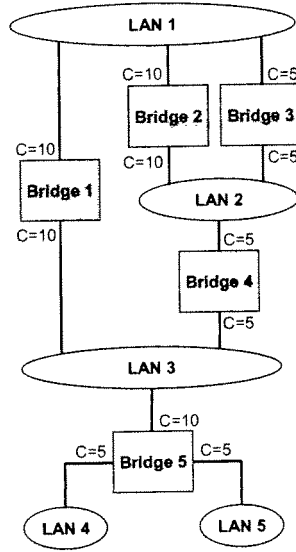 LAN 1
C=10
C=5
C=10
Bridge 2
Bridge 3
C=10
C=5
Bridge 1
C=10
LAN 2
C=5
Bridge 4
C=5
LAN 3
C=10
C=5
Bridge 5
C=5
LAN 4
LAN 5